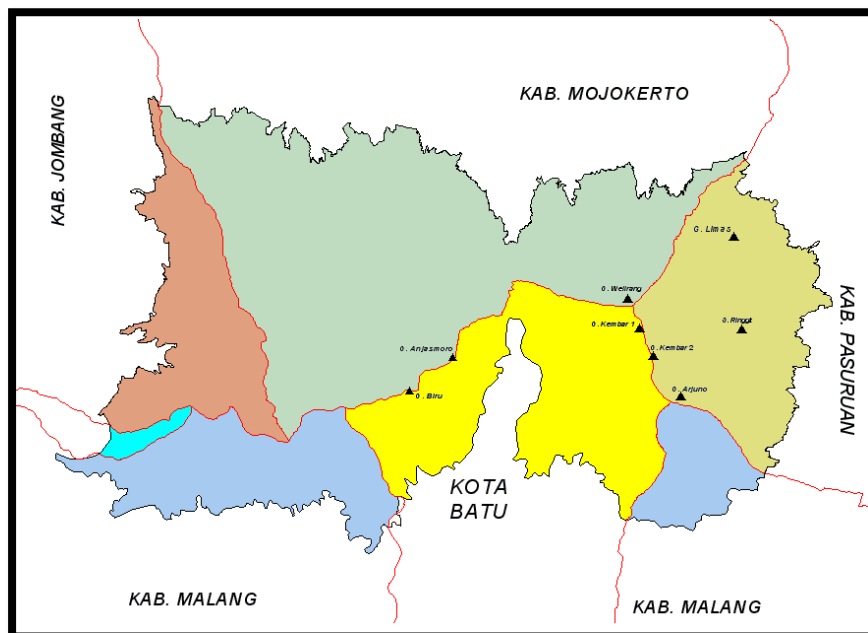 KAB. MOJOKERTO
KAB. JOMBANG
G. Limas
G. Welirang
G. Kembar 1
G. Ringgit
G. Anjasmoro
G. Kembar 2
G. Biru
G. Arjuno
KAB. PASURUAN
KOTA
BATU
KAB. MALANG
KAB. MALANG